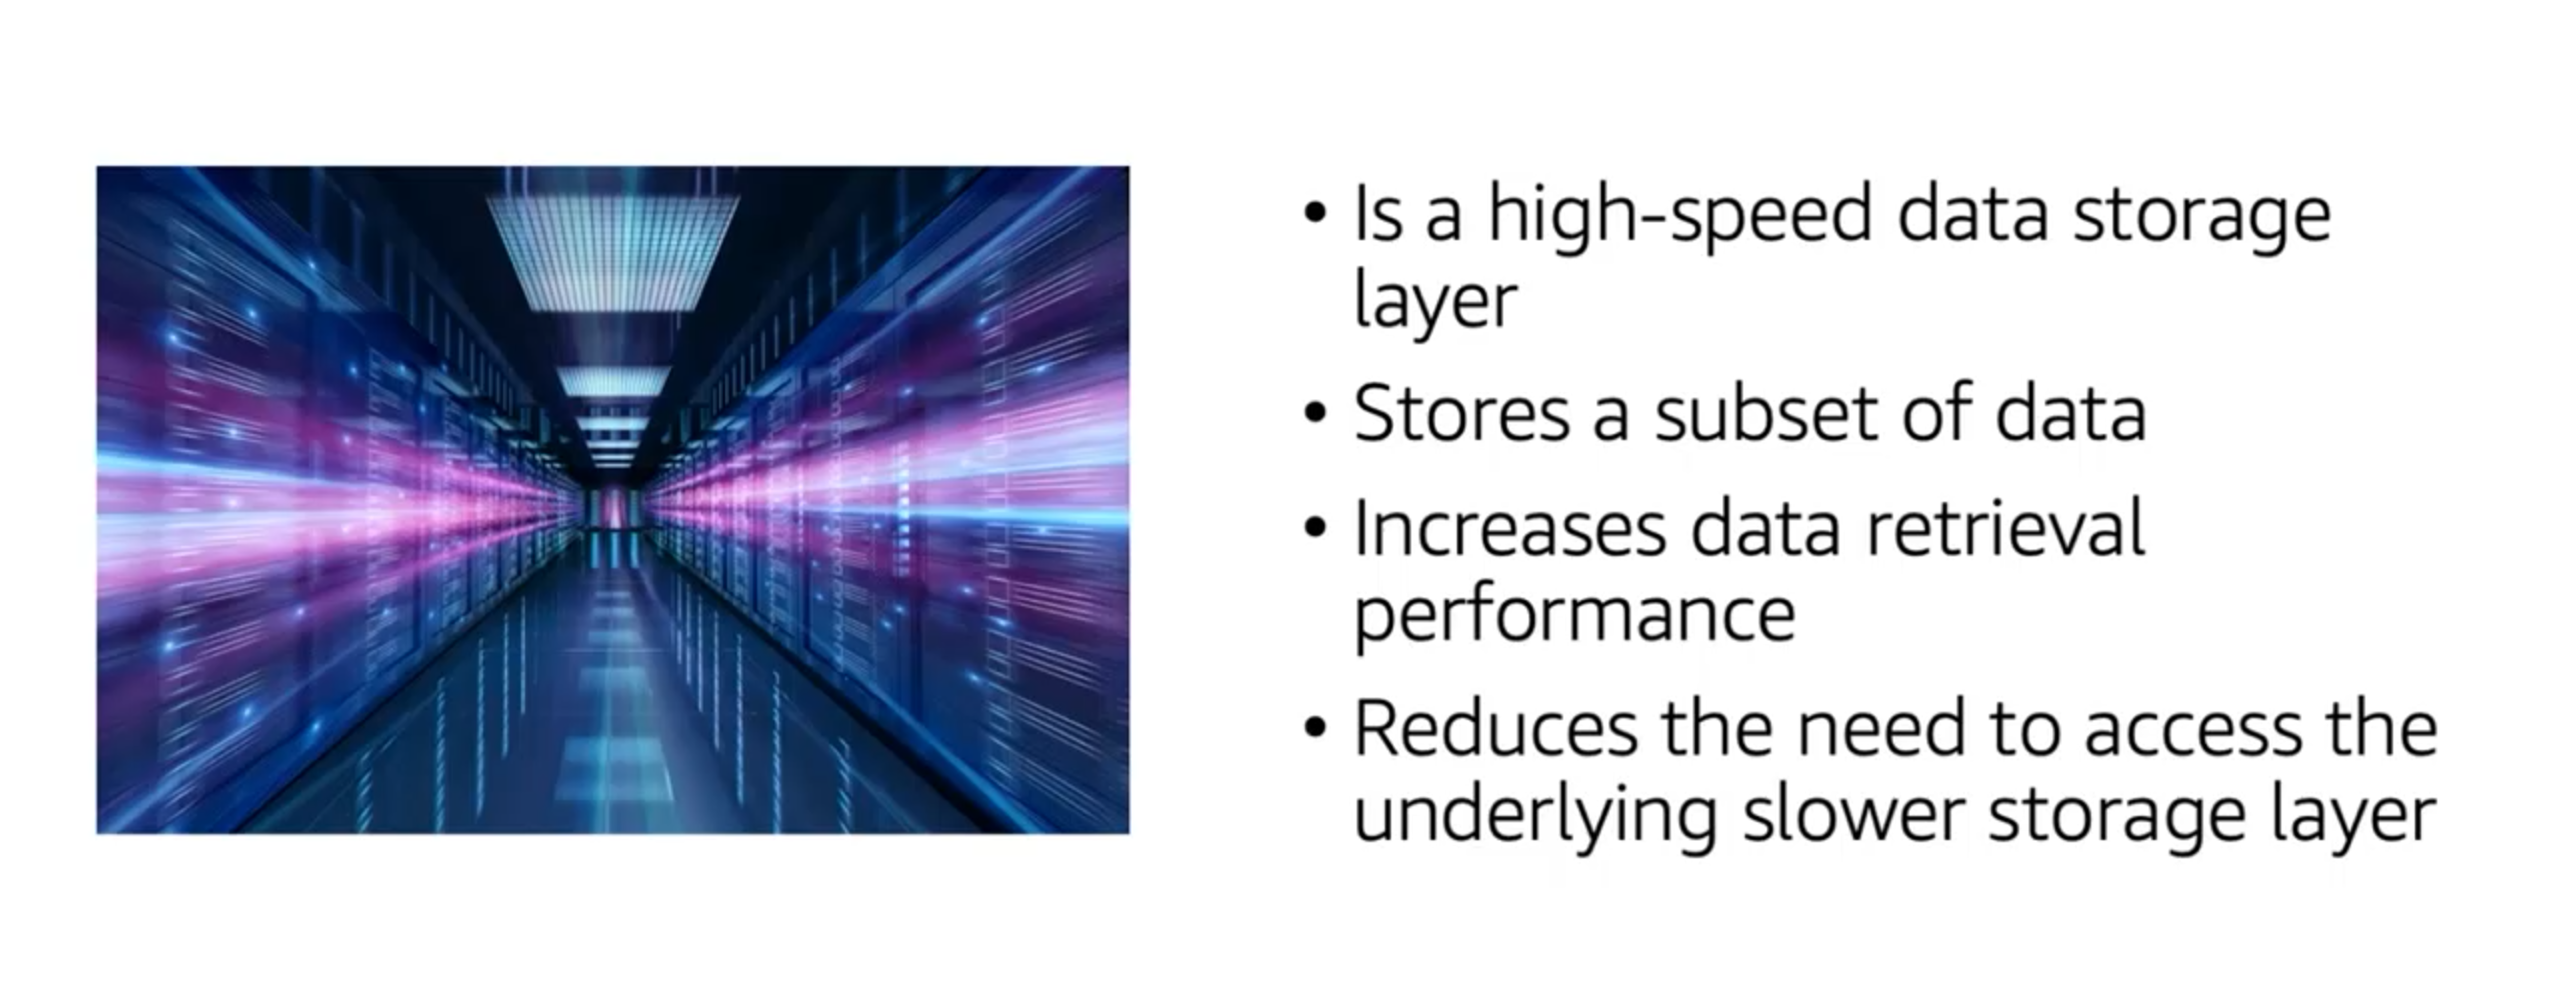 • Is a high-speed data storage
layer
• Stores a subset of data
• Increases data retrieval
performance
• Reduces the need to access the
underlying slower storage layer